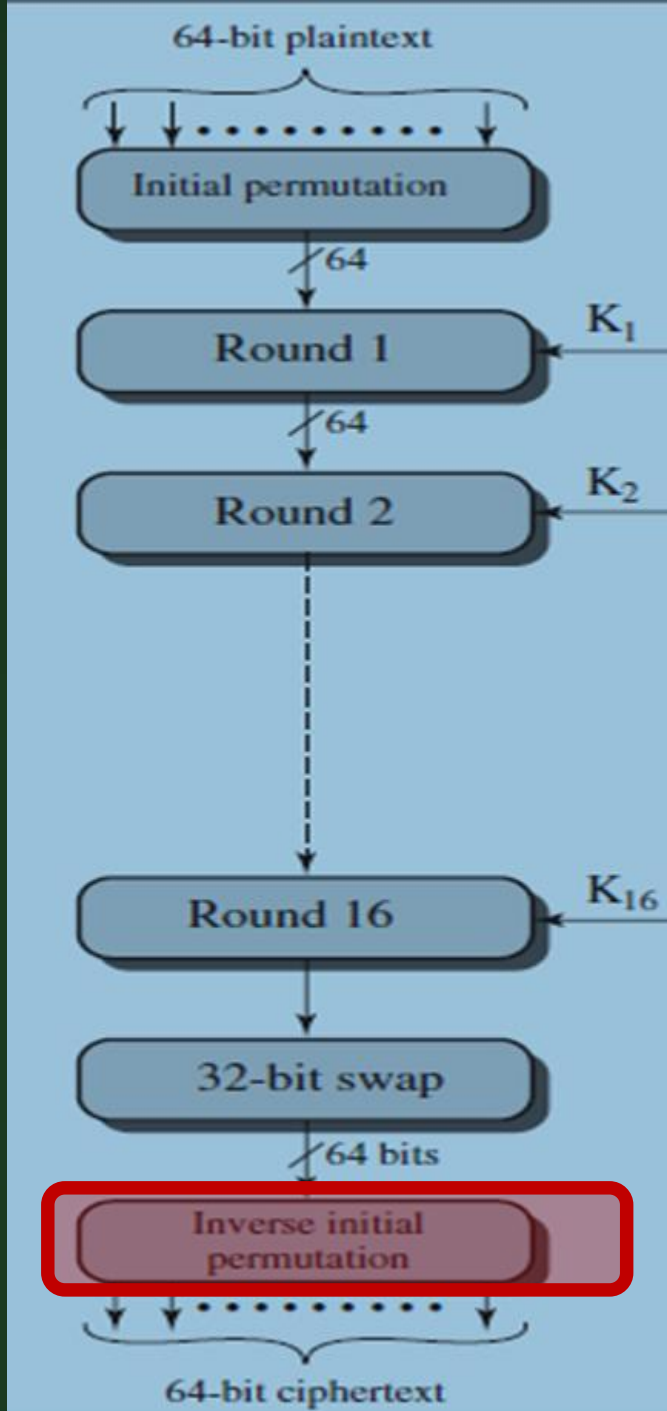 64-bit plaintext
Initial permutation
64
Round 1
K₁
64
Round 2
K₂
Round 16
K₁₆
32-bit swap
64 bits
Inverse initial
permutation
64-bit ciphertext